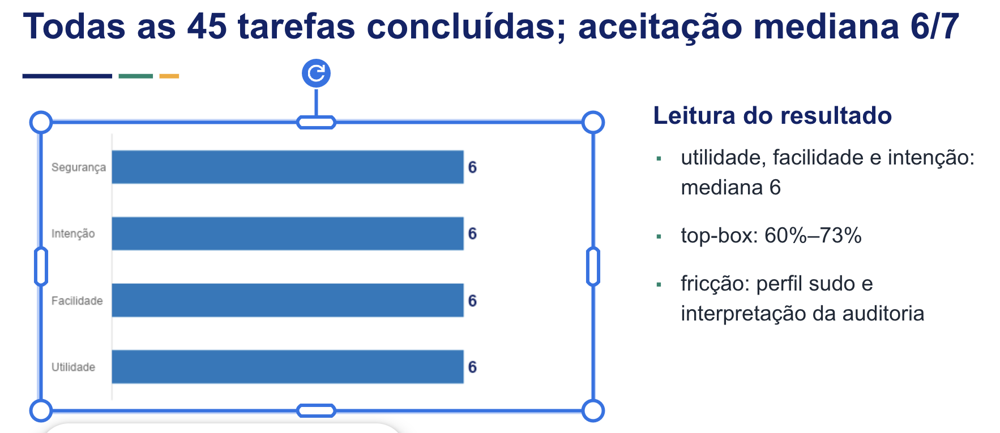 Todas as 45 tarefas concluídas; aceitação mediana 6/7
Segurança 6
Intenção 6
Facilidade 6
Utilidade 6
Leitura do resultado
▪ utilidade, facilidade e intenção:
mediana 6
▪ top-box: 60%–73%
▪ fricção: perfil sudo e
interpretação da auditoria